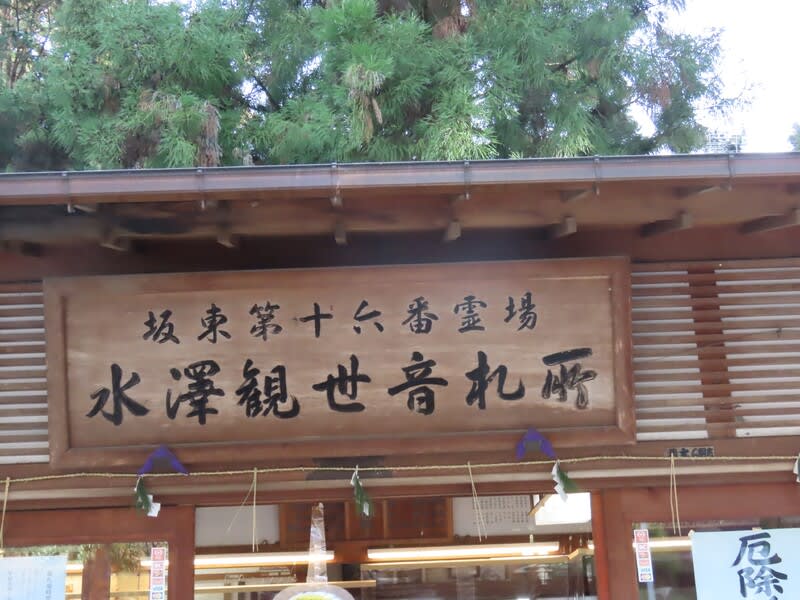 坂東第十六番霊場
水澤観世音札所
厄除